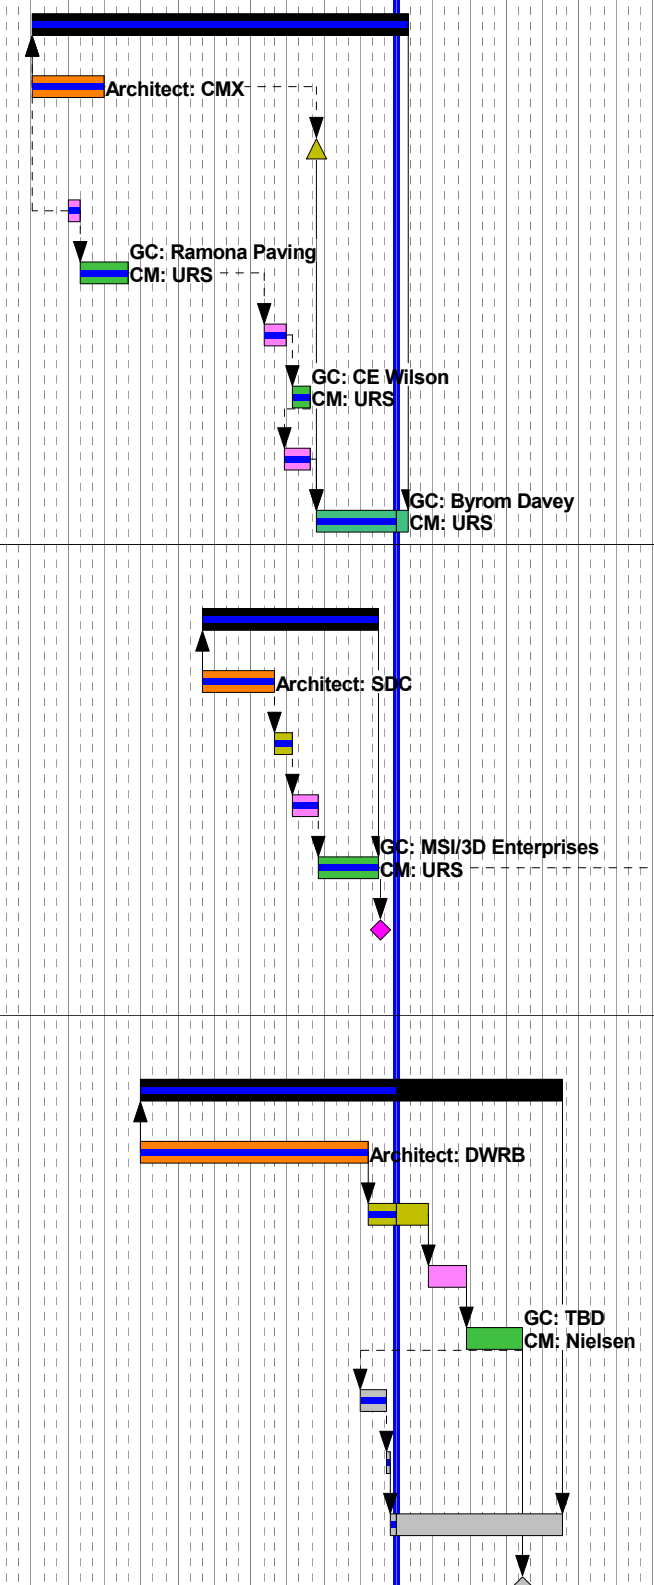 Architect: CMX
GC: Ramona Paving
CM: URS
GC: CE Wilson
CM: URS
GC: Byrom Davey
CM: URS
Architect: SDC
GC: MSI/3D Enterprises
CM: URS
Architect: DWRB
GC: TBD
CM: Nielsen